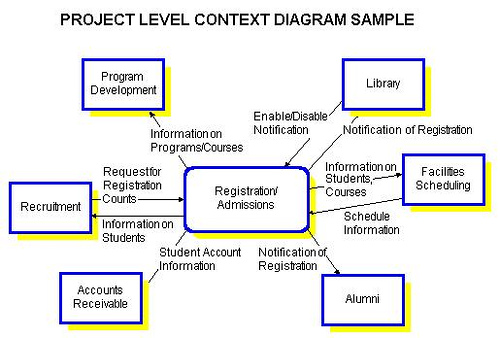 PROJECT LEVEL CONTEXT DIAGRAM SAMPLE
Program
Development
Library
Enable/Disable
Notification
Information on
Programs/Courses
Notification of Registration
Request for
Registration
Counts
Information on
Students,
Courses
Facilities
Scheduling
Recruitment
Registration/
Admissions
Information on
Students
Schedule
Information
Student Account
Information
Notification of
Registration
Accounts
Receivable
Alumni